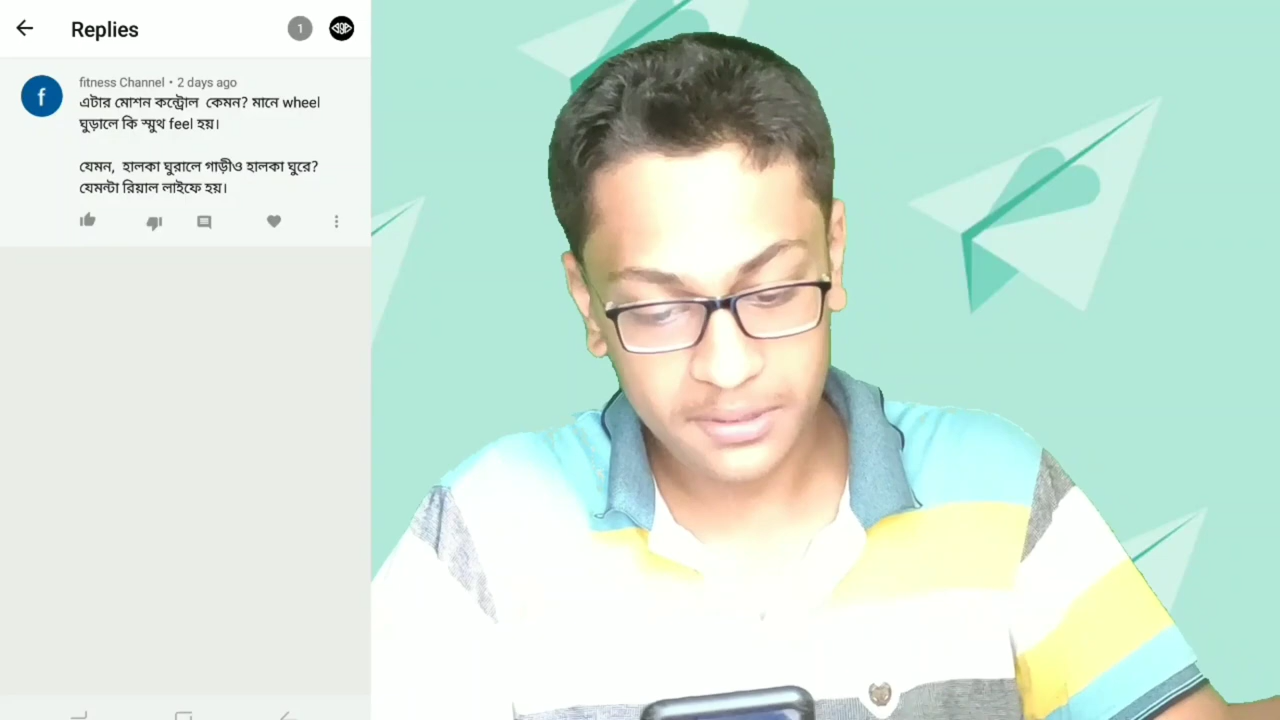 Replies
1
f
fitness Channel • 2 days ago
এটার মোশন কন্ট্রোল কেমন? মানে wheel
ঘুড়ালে কি স্মুথ feel হয়।
যেমন, হালকা ঘুরালে গাড়ীও হালকা ঘুরে?
যেমন্টা রিয়াল লাইফে হয়।